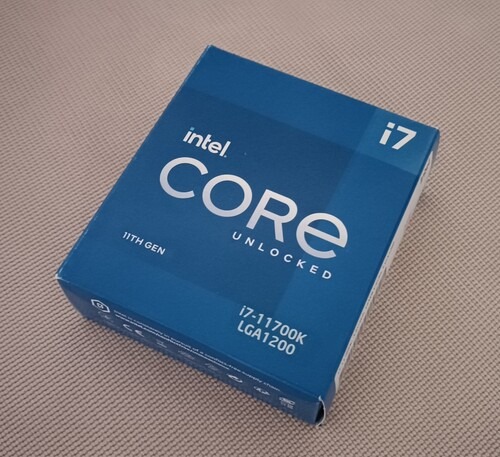 i7
intel.
CORE
UNLOCKED
11TH GEN
i7-11700K
LGA1200